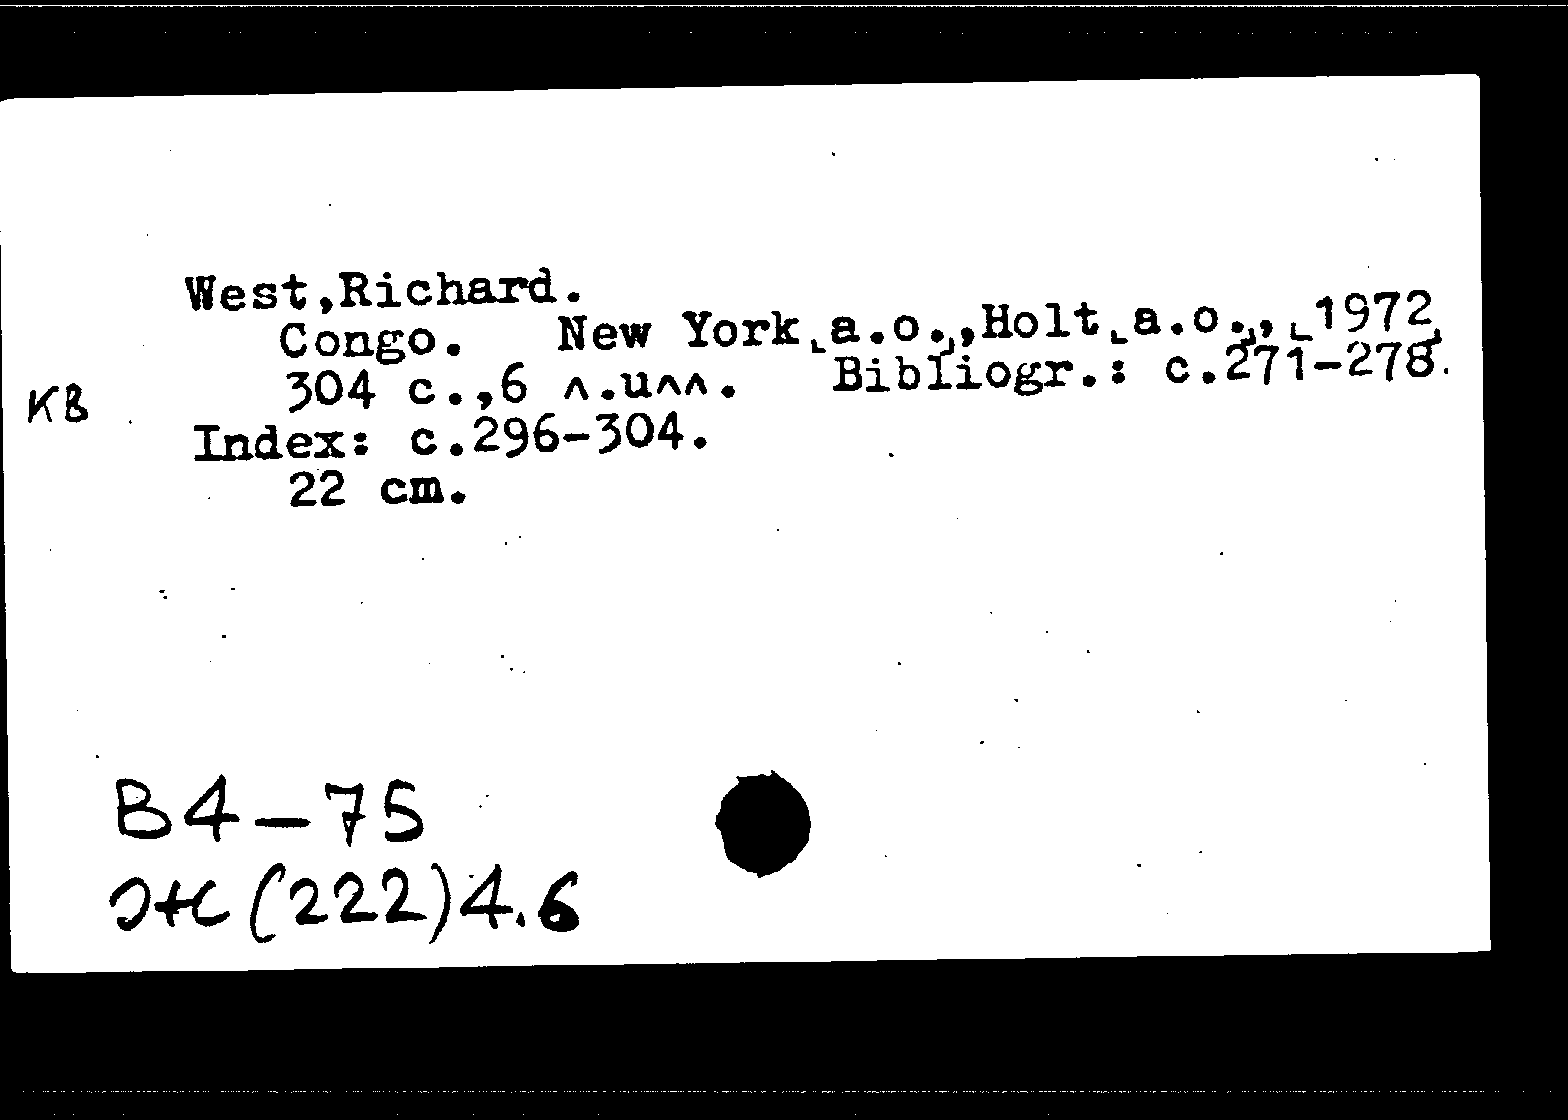 West,Richard.
Congo. New York˻a.o.˼,Holt˻a.o.˼,˻1972˼
304 с.,6 л.илл. Bibliogr.: с.271-278.
КВ
Index: с.296-304.
22 cm.
B4-75
Ж(222)4.6